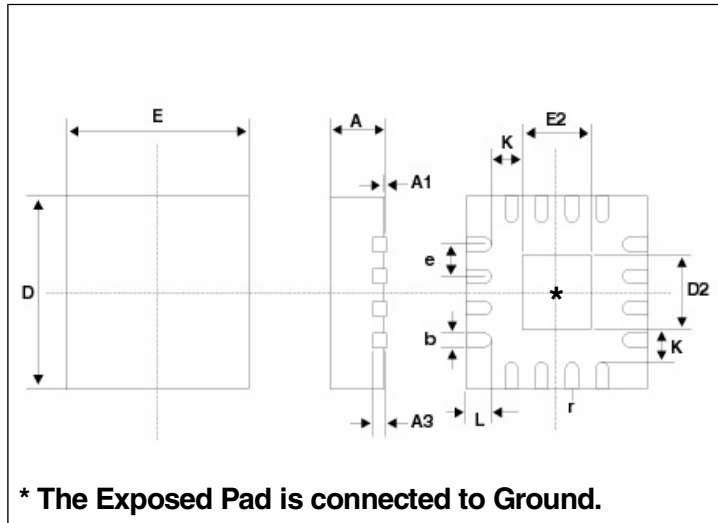 E
A
E2
K
A1
e
D
*
D2
b
K
A3
L
r
* The Exposed Pad is connected to Ground.